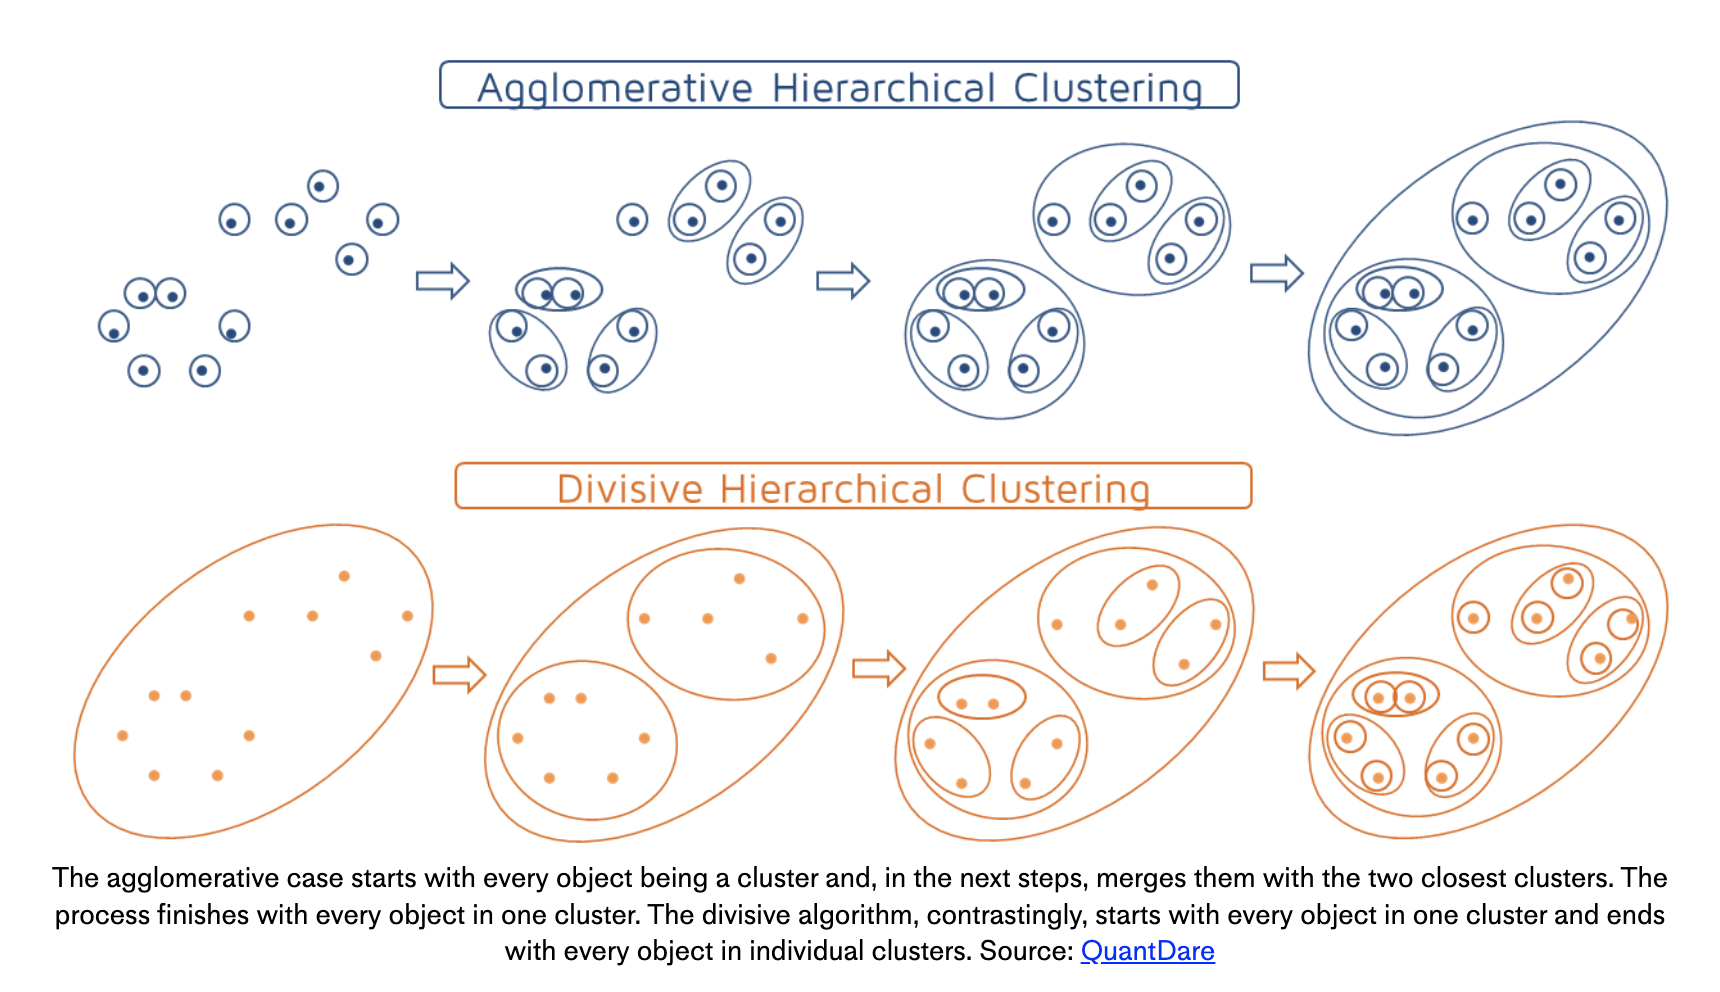 Agglomerative Hierarchical Clustering
Divisive Hierarchical Clustering
The agglomerative case starts with every object being a cluster and, in the next steps, merges them with the two closest clusters. The
process finishes with every object in one cluster. The divisive algorithm, contrastingly, starts with every object in one cluster and ends
with every object in individual clusters. Source: QuantDare